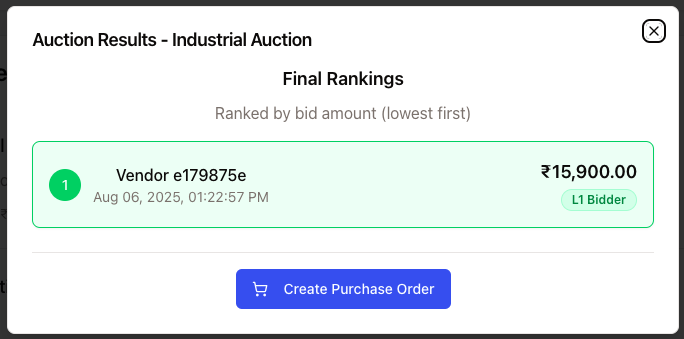 Auction Results - Industrial Auction
Final Rankings
Ranked by bid amount (lowest first)
1
Vendor e179875e
Aug 06, 2025, 01:22:57 PM
₹15,900.00
L1 Bidder
Create Purchase Order